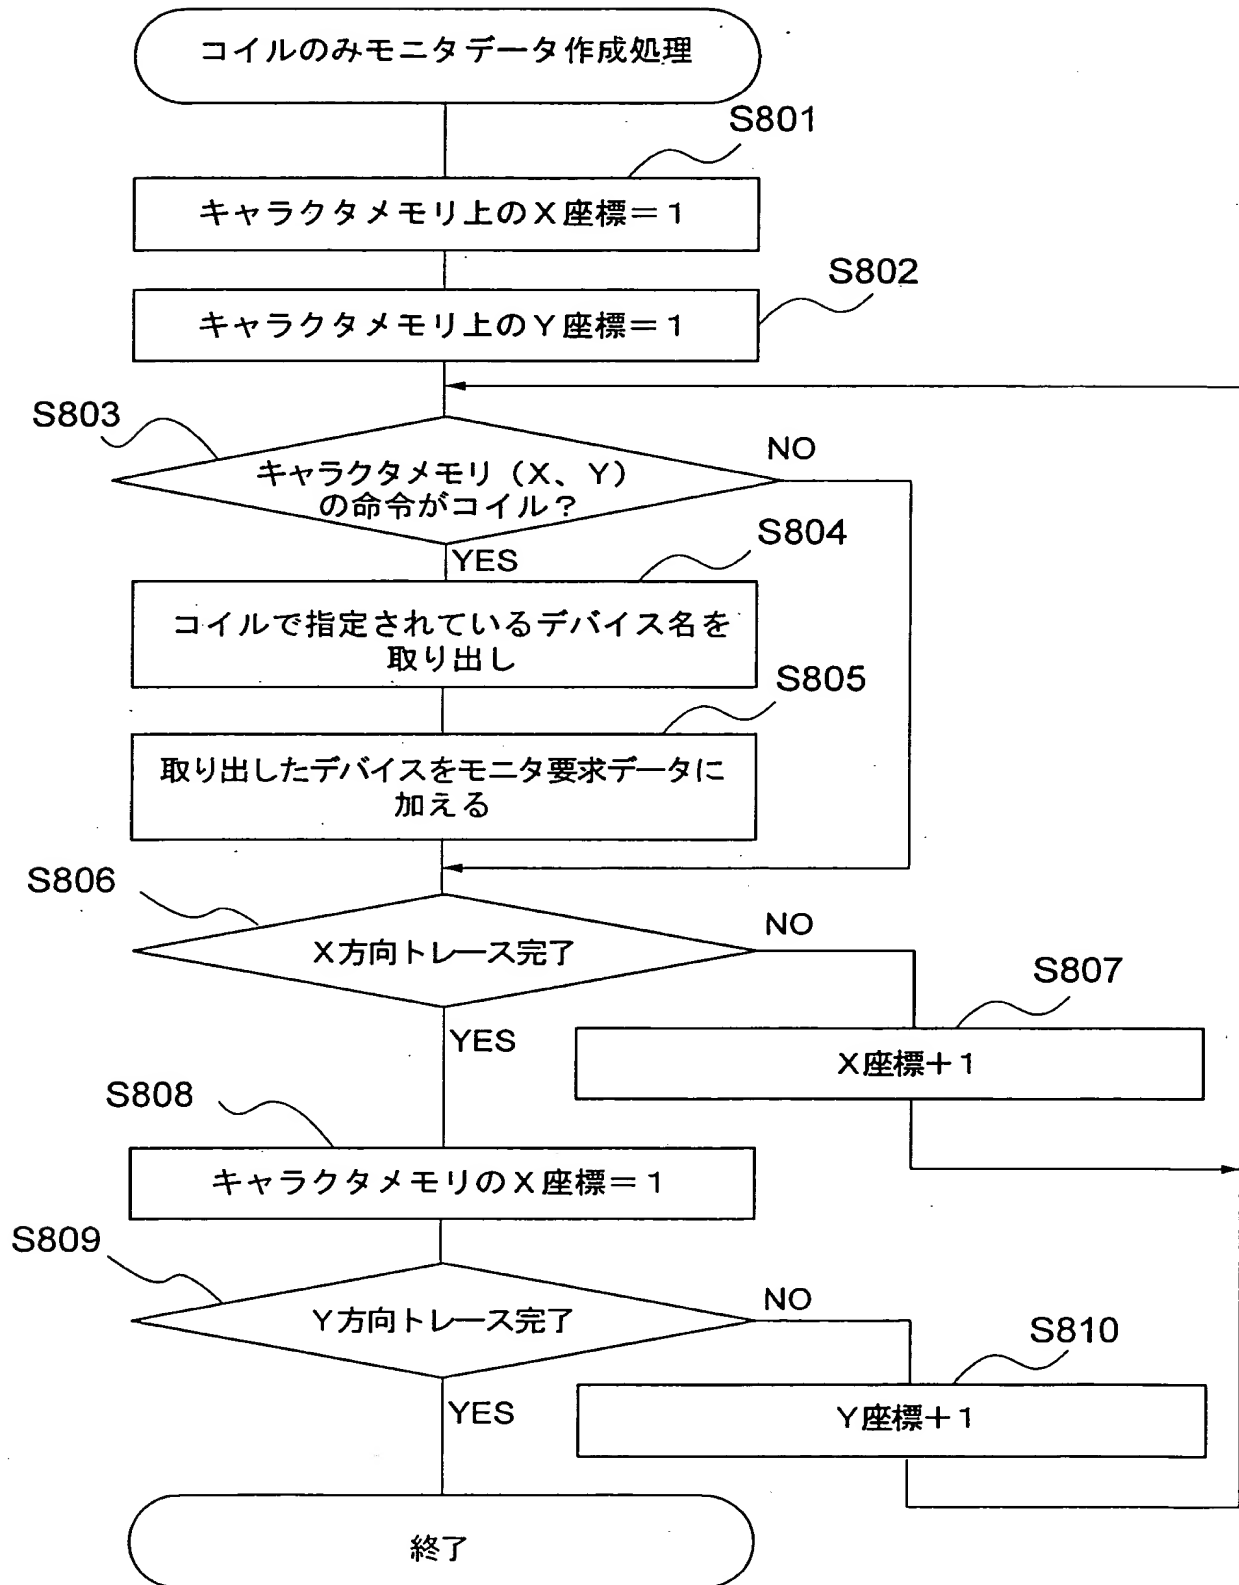 コイルのみモニタデータ作成処理
S801
キャラクタメモリ上のX座標＝1
S802
キャラクタメモリ上のY座標＝1
S803
キャラクタメモリ（X、Y）
の命令がコイル？
NO
YES
S804
コイルで指定されているデバイス名を
取り出し
S805
取り出したデバイスをモニタ要求データに
加える
S806
X方向トレース完了
NO
YES
S807
X座標＋1
S808
キャラクタメモリのX座標＝1
S809
Y方向トレース完了
NO
YES
S810
Y座標＋1
終了